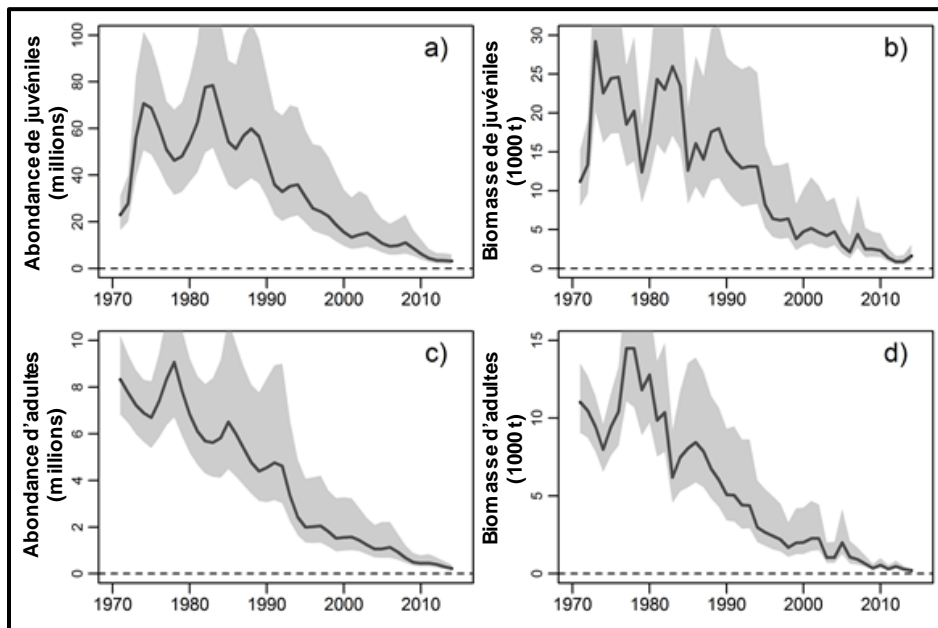 Abondance de juvéniles
(millions)
100
80
60
40
20
0
a)
1970 1980 1990 2000 2010
Biomasse de juvéniles
(1000 t)
30
25
20
15
10
5
0
b)
1970 1980 1990 2000 2010
Abondance d'adultes
(millions)
10
8
6
4
2
0
c)
1970 1980 1990 2000 2010
Biomasse d'adultes
(1000 t)
15
10
5
0
d)
1970 1980 1990 2000 2010